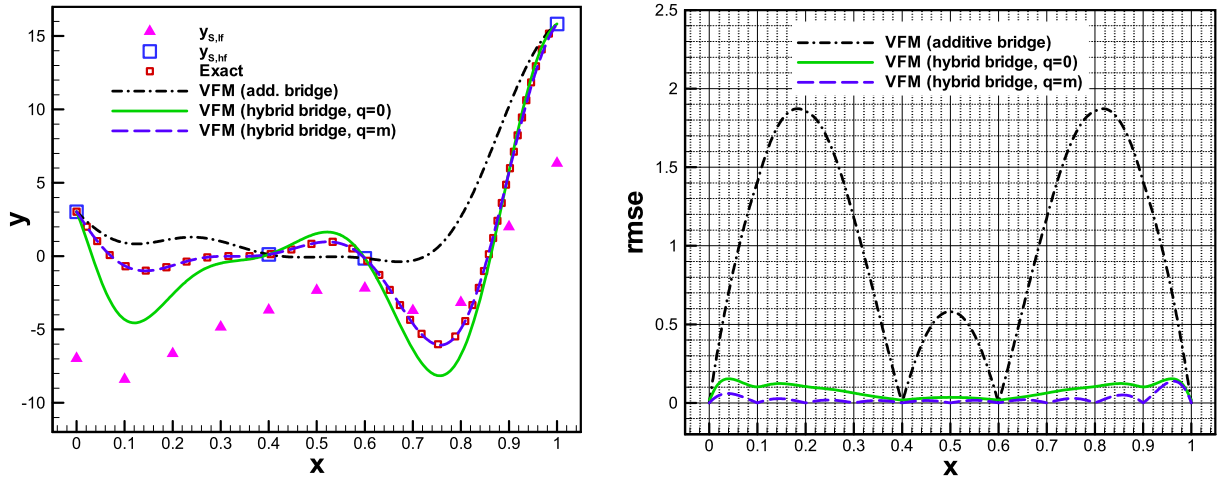 y_S,lf
y_S,hf
Exact
VFM (add. bridge)
VFM (hybrid bridge, q=0)
VFM (hybrid bridge, q=m)
15
10
5
0
-5
-10
y
0 0.1 0.2 0.3 0.4 0.5 0.6 0.7 0.8 0.9 1
x
VFM (additive bridge)
VFM (hybrid bridge, q=0)
VFM (hybrid bridge, q=m)
2.5
2
1.5
1
0.5
0
rmse
0 0.1 0.2 0.3 0.4 0.5 0.6 0.7 0.8 0.9 1
x